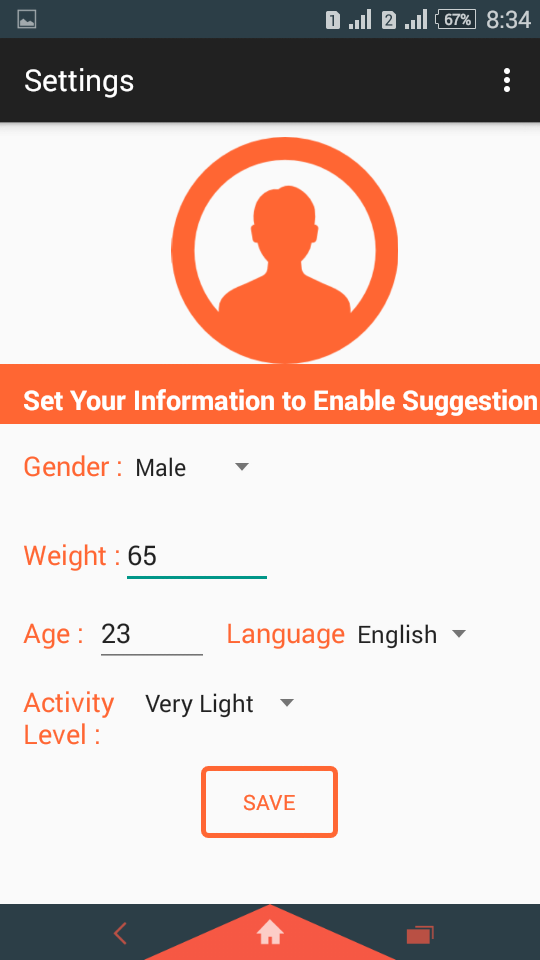 1 2 67% 8:34
Settings
Set Your Information to Enable Suggestion
Gender : Male
Weight : 65
Age : 23 Language English
Activity Very Light
Level :
SAVE